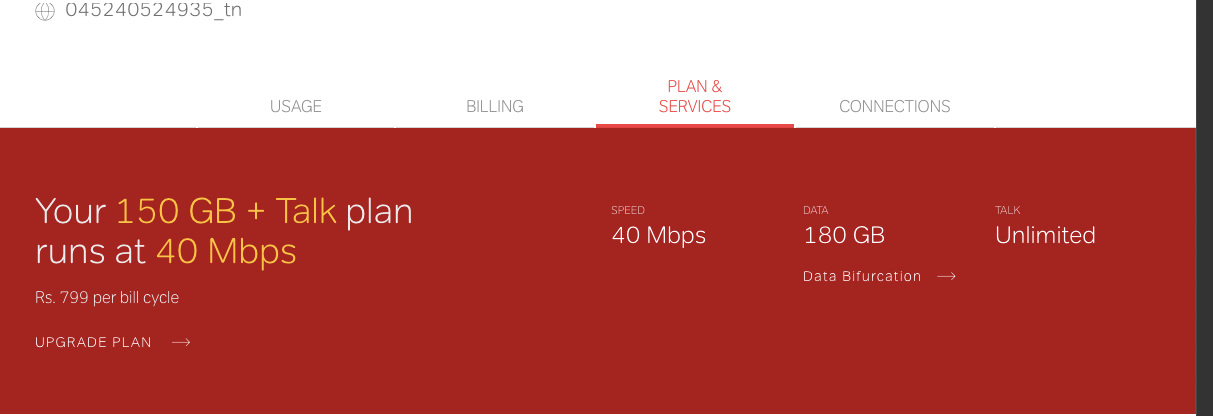 045240524935_tn
USAGE
BILLING
PLAN &
SERVICES
CONNECTIONS
Your 150 GB + Talk plan
runs at 40 Mbps
Rs. 799 per bill cycle
UPGRADE PLAN
SPEED
40 Mbps
DATA
180 GB
Data Bifurcation
TALK
Unlimited